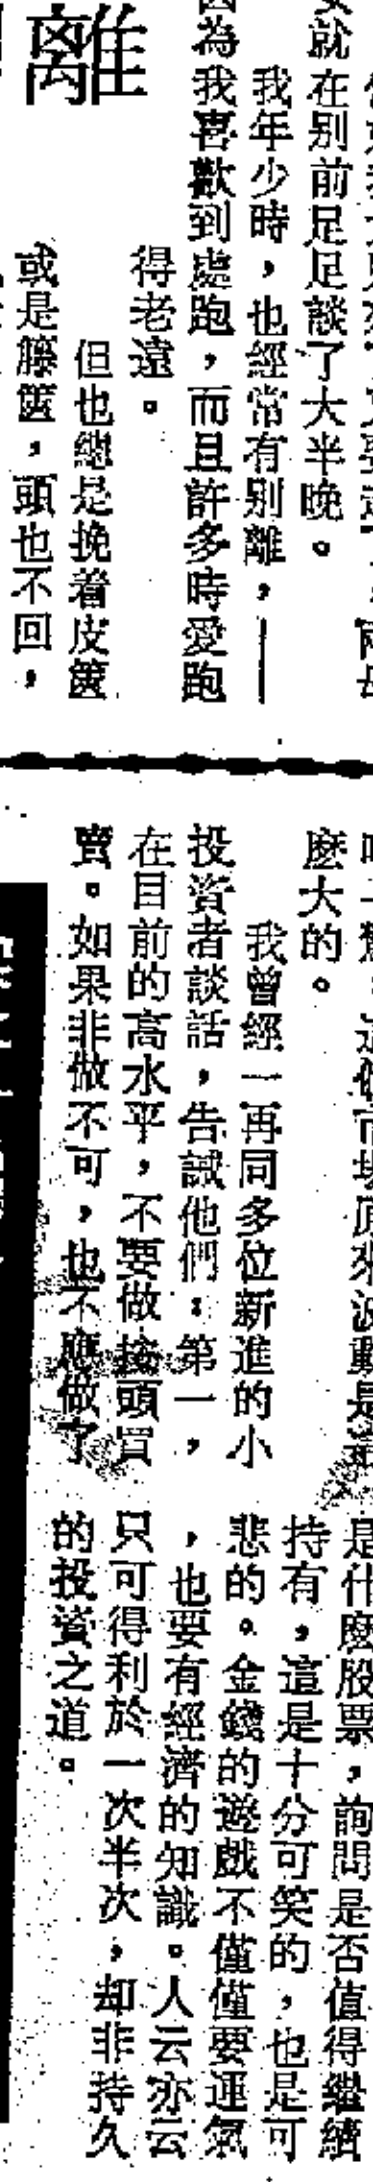 離
就在别前足足談了大半晚。
我年少時，也經常有別離，——
因為我喜歡到處跑，而且許多時愛跑
得老遠。
但也總是挽着皮篋
或是籐篋，頭也不回，
麼大的。
我曾經一再同多位新進的小
投資者談話，告誡他們：第一，
在目前的高水平，不要做掉頭買
賣。如果非做不可，也不應做了
是什麼股票，詢問是否值得繼續
持有，這是十分可笑的，也是可
悲的。金錢的遊戲不僅僅要運氣
，也要有經濟的知識。人云亦云
只可得利於一次半次，却非持久
的投資之道。